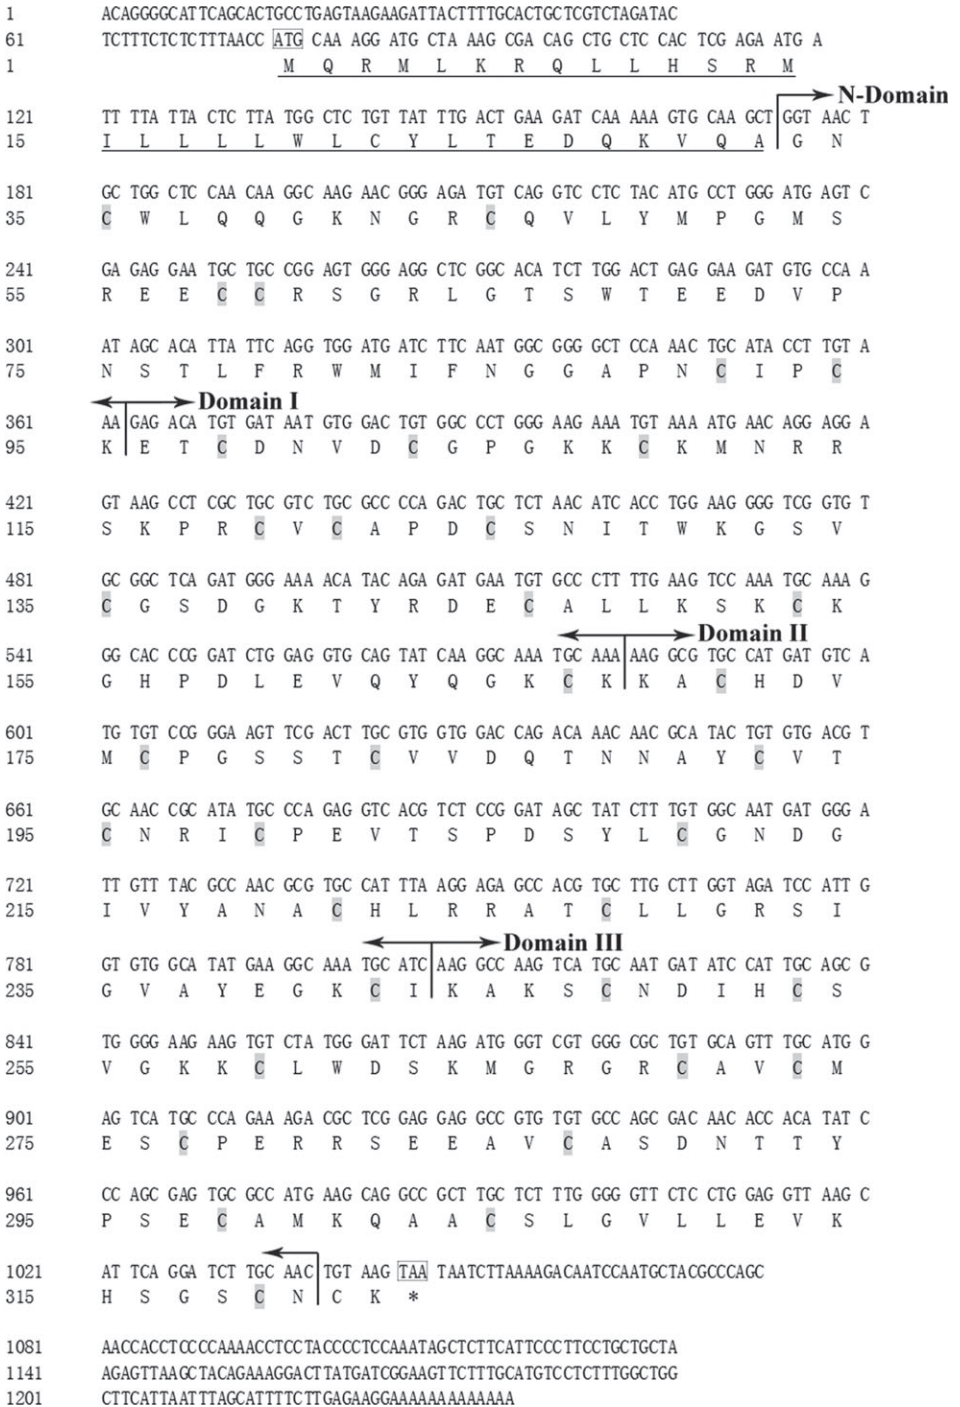 1 ACAGGGGCATTCAGCACTGCCTGAGTAAGAAGATTACTTTTGCACTGCTCGTCTAGATAC
61 TCTTTCTCTCTTTAACC ATG CAA AGG ATG CTA AAG CGA CAG CTG CTC CAC TCG AGA ATG A
1 M Q R M L K R Q L L H S R M
N-Domain
121 TT TTA TTA CTC TTA TGG CTC TGT TAT TTG ACT GAA GAT CAA AAA GTG CAA GCT GGT AAC T
15 I L L L L W L C Y L T E D Q K V Q A G N
181 GC TGG CTC CAA CAA GGC AAG AAC GGG AGA TGT CAG GTC CTC TAC ATG CCT GGG ATG AGT C
35 C W L Q Q G K N G R C Q V L Y M P G M S
241 GA GAG GAA TGC TGC CGG AGT GGG AGG CTC GGC ACA TCT TGG ACT GAG GAA GAT GTG CCA A
55 R E E C C R S G R L G T S W T E E D V P
301 AT AGC ACA TTA TTC AGG TGG ATG ATC TTC AAT GGC GGG GCT CCA AAC TGC ATA CCT TGT A
75 N S T L F R W M I F N G G A P N C I P C
Domain I
361 AA GAG ACA TGT GAT AAT GTG GAC TGT GGC CCT GGG AAG AAA TGT AAA ATG AAC AGG AGG A
95 K E T C D N V D C G P G K K C K M N R R
421 GT AAG CCT CGC TGC GTC TGC GCC CCA GAC TGC TCT AAC ATC ACC TGG AAG GGG TCG GTG T
115 S K P R C V C A P D C S N I T W K G S V
481 GC GGC TCA GAT GGG AAA ACA TAC AGA GAT GAA TGT GCC CTT TTG AAG TCC AAA TGC AAA G
135 C G S D G K T Y R D E C A L L K S K C K
Domain II
541 GG CAC CCG GAT CTG GAG GTG CAG TAT CAA GGC AAA TGC AAA AAG GCG TGC CAT GAT GTC A
155 G H P D L E V Q Y Q G K C K K A C H D V
601 TG TGT CCG GGA AGT TCG ACT TGC GTG GTG GAC CAG ACA AAC AAC GCA TAC TGT GTG ACG T
175 M C P G S S T C V V D Q T N N A Y C V T
661 GC AAC CGC ATA TGC CCA GAG GTC ACG TCT CCG GAT AGC TAT CTT TGT GGC AAT GAT GGG A
195 C N R I C P E V T S P D S Y L C G N D G
721 TT GTT TAC GCC AAC GCG TGC CAT TTA AGG AGA GCC ACG TGC TTG CTT GGT AGA TCC ATT G
215 I V Y A N A C H L R R A T C L L G R S I
Domain III
781 GT GTG GCA TAT GAA GGC AAA TGC ATC AAG GCC AAG TCA TGC AAT GAT ATC CAT TGC AGC G
235 G V A Y E G K C I K A K S C N D I H C S
841 TG GGG AAG AAG TGT CTA TGG GAT TCT AAG ATG GGT CGT GGG CGC TGT GCA GTT TGC ATG G
255 V G K K C L W D S K M G R G R C A V C M
901 AG TCA TGC CCA GAA AGA CGC TCG GAG GAG GCC GTG TGT GCC AGC GAC AAC ACC ACA TAT C
275 E S C P E R R S E E A V C A S D N T T Y
961 CC AGC GAG TGC GCC ATG AAG CAG GCC GCT TGC TCT TTG GGG GTT CTC CTG GAG GTT AAG C
295 P S E C A M K Q A A C S L G V L L E V K
1021 AT TCA GGA TCT TGC AAC TGT AAG TAA TAATCTTAAAAGACAATCCAATGCTACGCCCAGC
315 H S G S C N C K *
1081 AACCACCTCCCCAAAACCTCCTACCCCTCCAAATAGCTCTTCATTCCCTTCCTGCTGCTA
1141 AGAGTTAAGCTACAGAAAGGACTTATGATCGGAAGTTCTTTGCATGTCCTCTTTGGCTGG
1201 CTTCATTAATTTAGCATTTTCTTGAGAAGGAAAAAAAAAAAAA